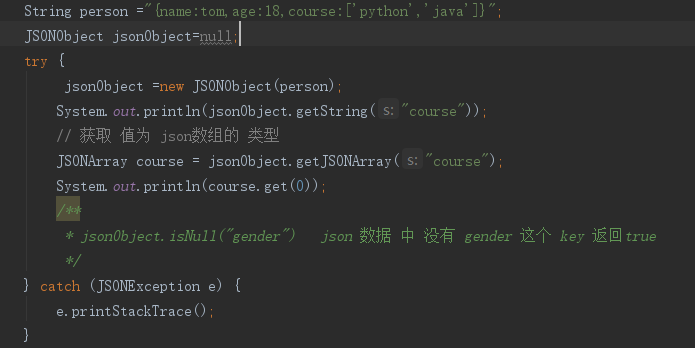 String person ="{name:tom,age:18,course:['python','java']}";
JSONObject jsonObject=null;
try {
jsonObject =new JSONObject(person);
System.out.println(jsonObject.getString( s: "course"));
// 获取 值为 json数组的 类型
JSONArray course = jsonObject.getJSONArray( s: "course");
System.out.println(course.get(0));
/**
* jsonObject.isNull("gender")   json 数据 中 没有 gender 这个 key 返回true
*/
} catch (JSONException e) {
e.printStackTrace();
}